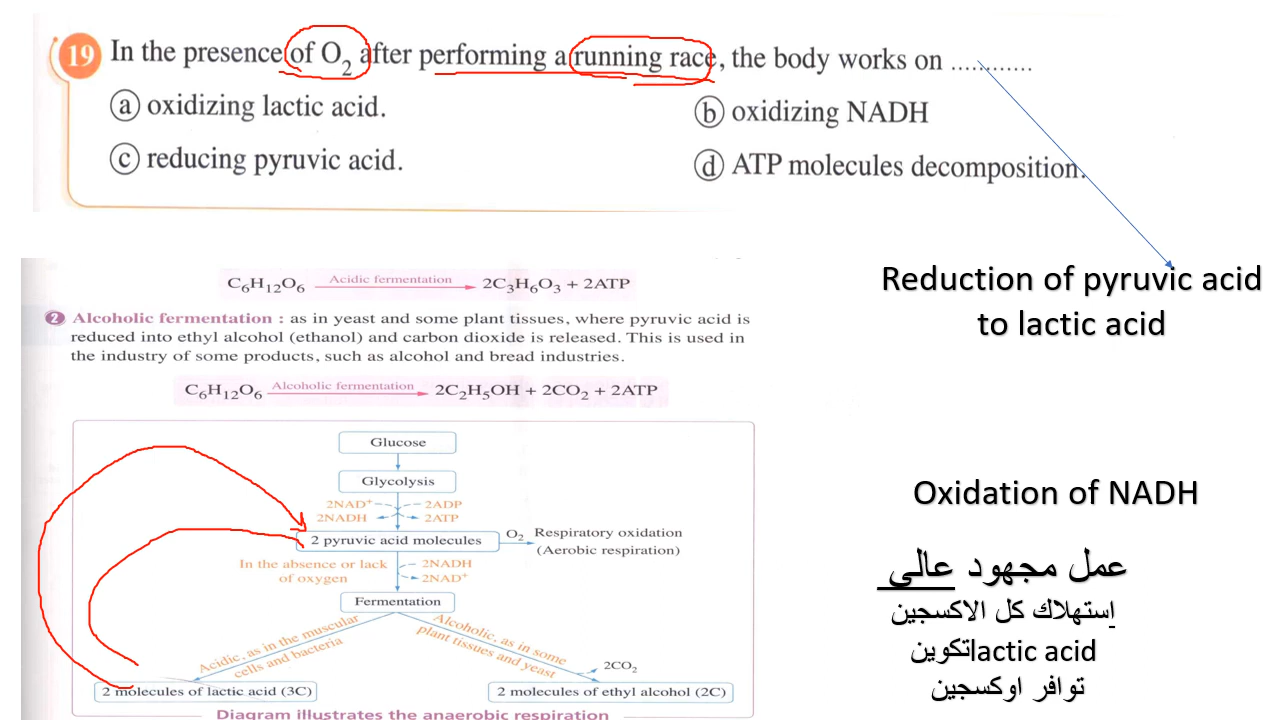 19 In the presence of O₂ after performing a running race, the body works on ............
a oxidizing lactic acid.
b oxidizing NADH
c reducing pyruvic acid.
d ATP molecules decomposition.
C₆H₁₂O₆ Acidic fermentation 2C₃H₆O₃ + 2ATP
2 Alcoholic fermentation : as in yeast and some plant tissues, where pyruvic acid is
reduced into ethyl alcohol (ethanol) and carbon dioxide is released. This is used in
the industry of some products, such as alcohol and bread industries.
C₆H₁₂O₆ Alcoholic fermentation 2C₂H₅OH + 2CO₂ + 2ATP
Glucose
Glycolysis
2NAD⁺ 2ADP
2NADH 2ATP
2 pyruvic acid molecules
O₂ Respiratory oxidation
(Aerobic respiration)
In the absence or lack
of oxygen
2NADH
2NAD⁺
Fermentation
Acidic, as in the muscular
cells and bacteria
Alcoholic, as in some
plant tissues and yeast
2CO₂
2 molecules of lactic acid (3C)
2 molecules of ethyl alcohol (2C)
Diagram illustrates the anaerobic respiration
Reduction of pyruvic acid
to lactic acid
Oxidation of NADH
عمل مجهود عالى
إستهلاك كل الاكسجين
تكوين lactic acid
توافر اوكسجين